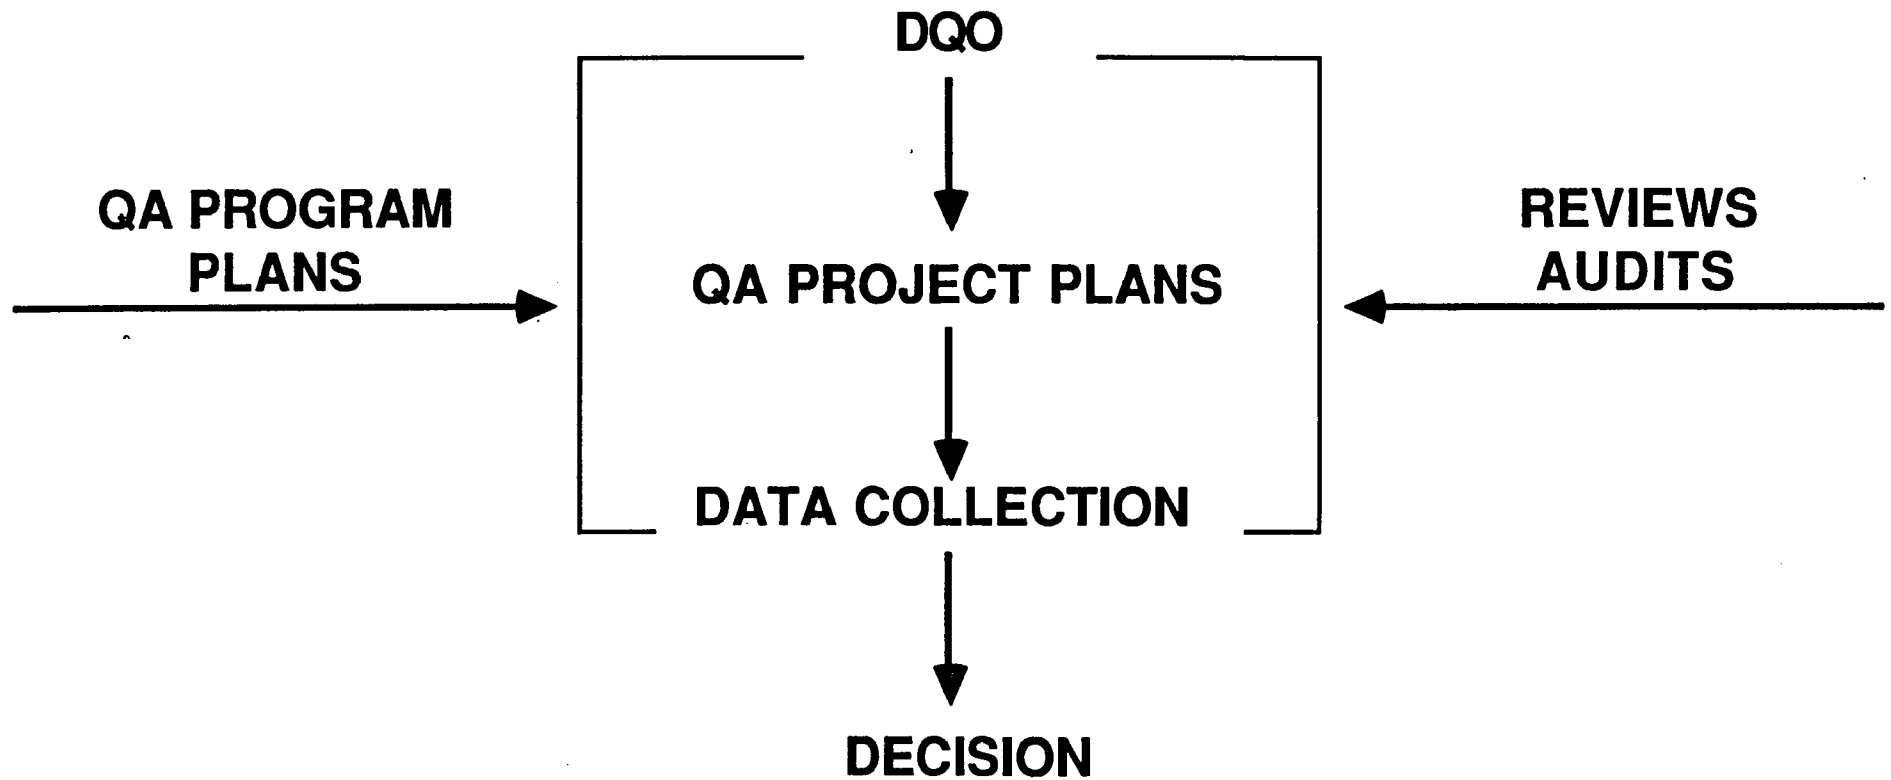 DQO
QA PROGRAM
PLANS
QA PROJECT PLANS
REVIEWS
AUDITS
DATA COLLECTION
DECISION